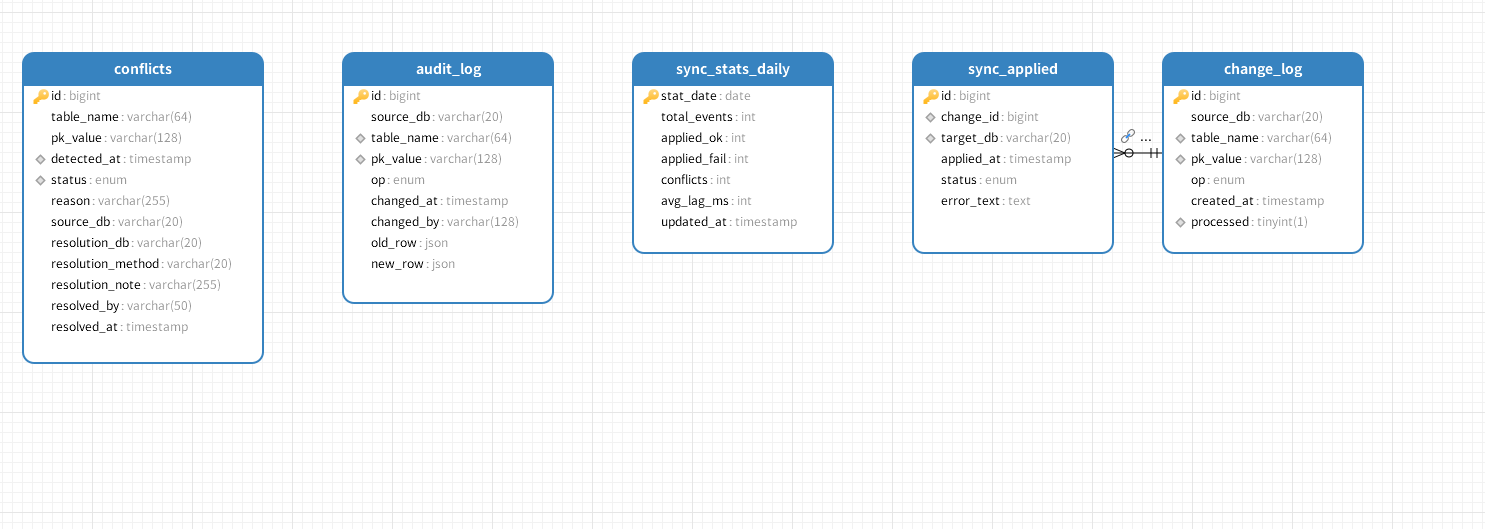 conflicts
id : bigint
table_name : varchar(64)
pk_value : varchar(128)
detected_at : timestamp
status : enum
reason : varchar(255)
source_db : varchar(20)
resolution_db : varchar(20)
resolution_method : varchar(20)
resolution_note : varchar(255)
resolved_by : varchar(50)
resolved_at : timestamp
audit_log
id : bigint
source_db : varchar(20)
table_name : varchar(64)
pk_value : varchar(128)
op : enum
changed_at : timestamp
changed_by : varchar(128)
old_row : json
new_row : json
sync_stats_daily
stat_date : date
total_events : int
applied_ok : int
applied_fail : int
conflicts : int
avg_lag_ms : int
updated_at : timestamp
sync_applied
id : bigint
change_id : bigint
target_db : varchar(20)
applied_at : timestamp
status : enum
error_text : text
...
change_log
id : bigint
source_db : varchar(20)
table_name : varchar(64)
pk_value : varchar(128)
op : enum
created_at : timestamp
processed : tinyint(1)